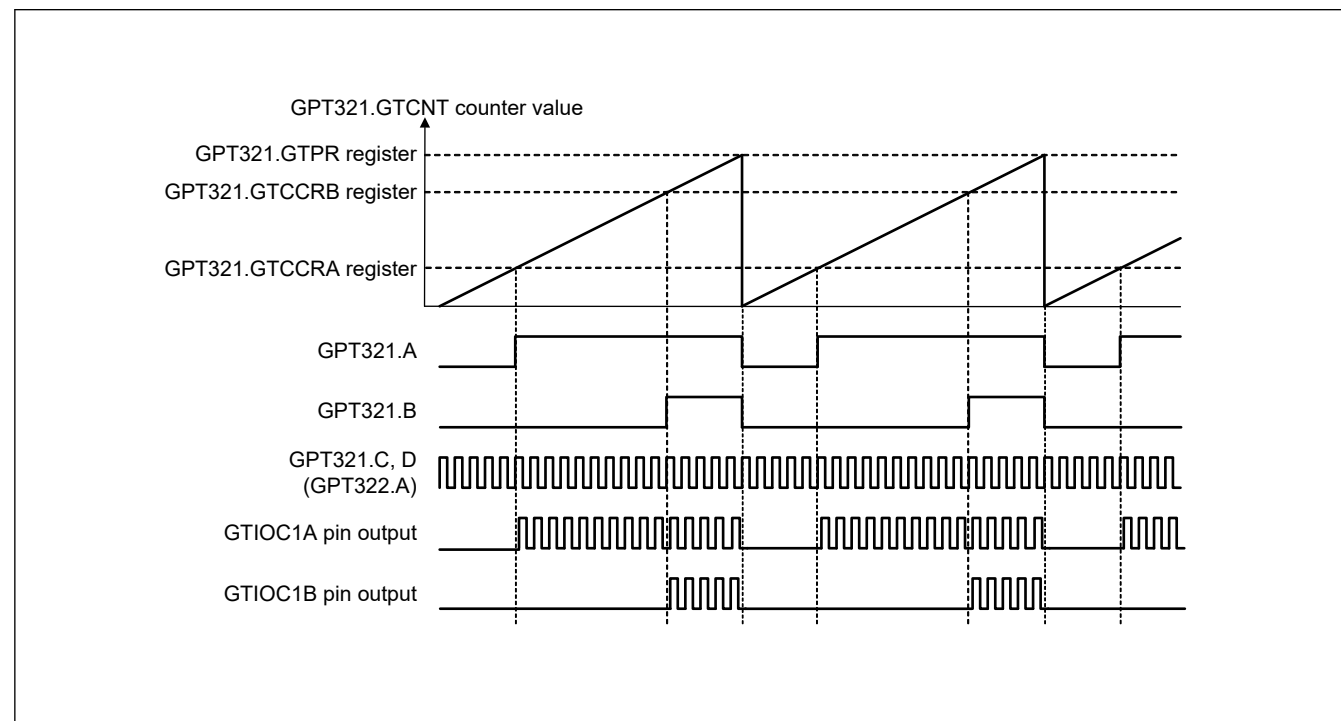 GPT321.GTCNT counter value
GPT321.GTPR register
GPT321.GTCCRB register
GPT321.GTCCRA register
GPT321.A
GPT321.B
GPT321.C, D
(GPT322.A)
GTIOC1A pin output
GTIOC1B pin output